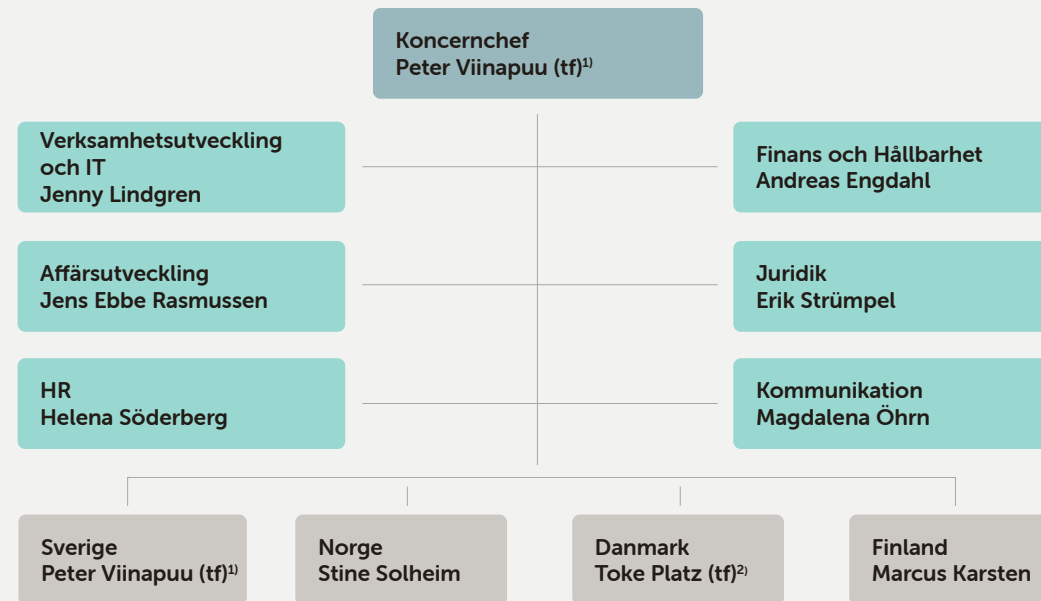 Koncernchef
Peter Viinapuu (tf)¹⁾
Verksamhetsutveckling
och IT
Jenny Lindgren
Finans och Hållbarhet
Andreas Engdahl
Affärsutveckling
Jens Ebbe Rasmussen
Juridik
Erik Strümpel
HR
Helena Söderberg
Kommunikation
Magdalena Öhrn
Sverige
Peter Viinapuu (tf)¹⁾
Norge
Stine Solheim
Danmark
Toke Platz (tf)²⁾
Finland
Marcus Karsten